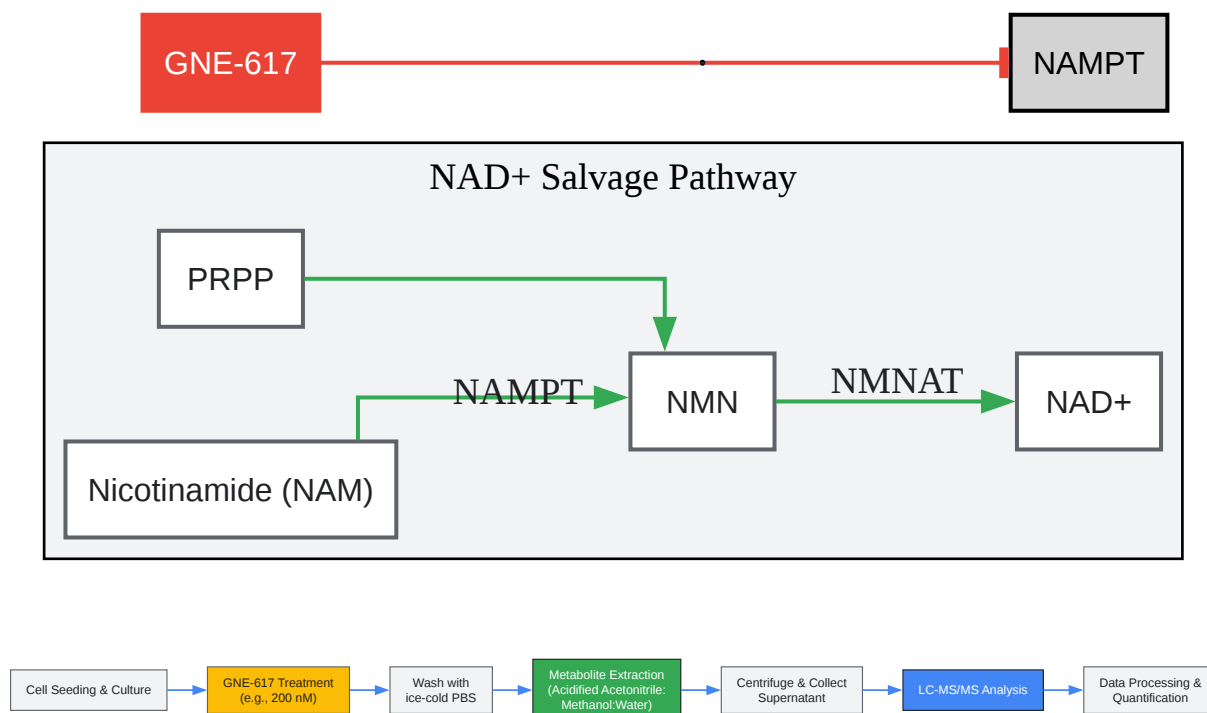 GNE-617
NAMPT
NAD+ Salvage Pathway
PRPP
NAMPT
NMN
NMNAT
NAD+
Nicotinamide (NAM)
Cell Seeding & Culture
GNE-617 Treatment
(e.g., 200 nM)
Wash with
ice-cold PBS
Metabolite Extraction
(Acidified Acetonitrile:
Methanol:Water)
Centrifuge & Collect
Supernatant
LC-MS/MS Analysis
Data Processing &
Quantification